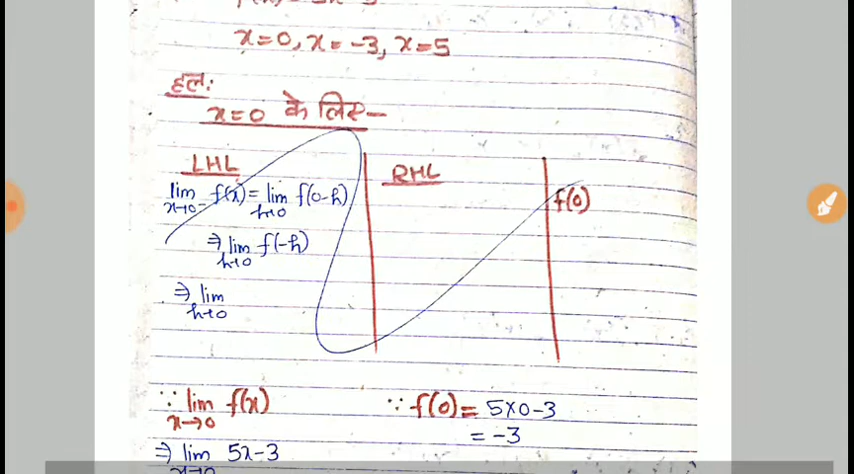 x=0, x=-3, x=5
हल:
x=0 के लिए-
LHL
lim x→0⁻ f(x) = lim h→0 f(0-h)
⇒ lim h→0 f(-h)
⇒ lim h→0
RHL
f(0)
∵ lim x→0 f(x)
⇒ lim x→0 5x-3
∵ f(0) = 5×0-3
= -3